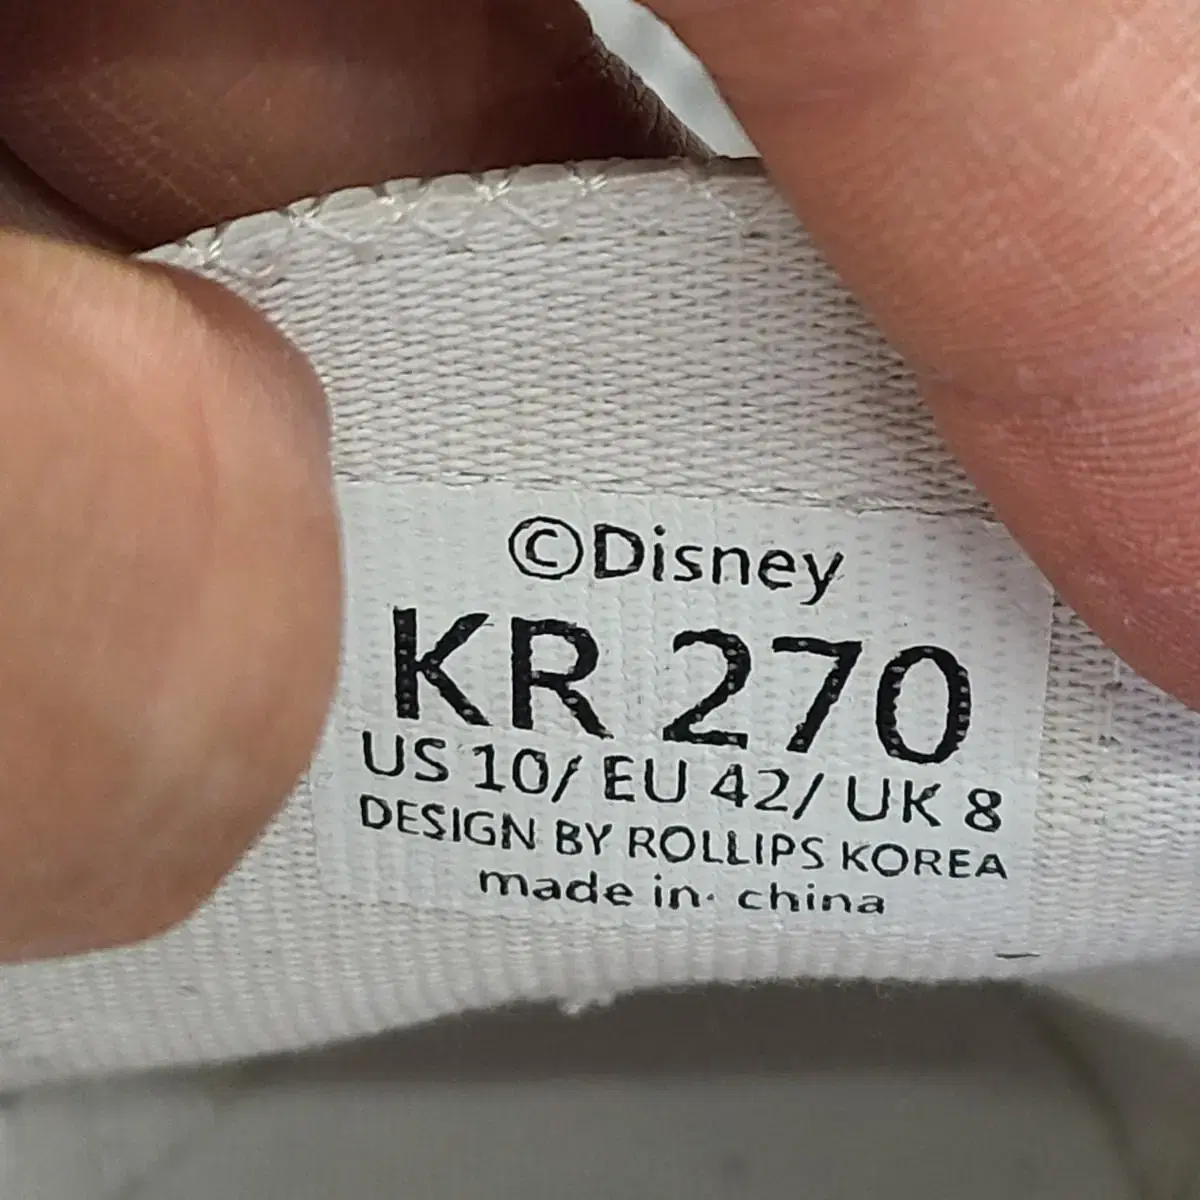 ©Disney
KR 270
US 10/ EU 42/ UK 8
DESIGN BY ROLLIPS KOREA
made in china